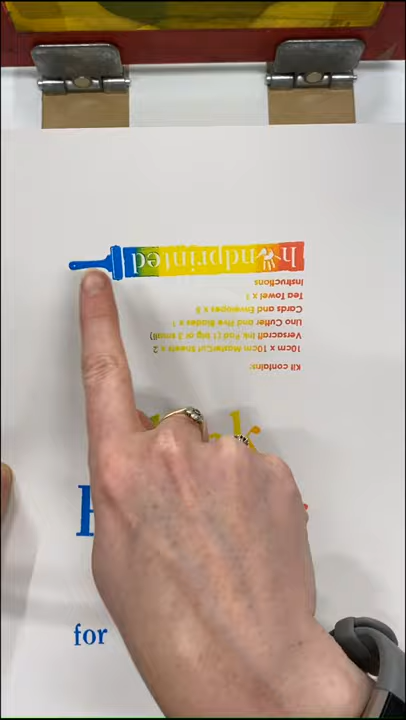 handprinted
Kit contains:
10cm x 10cm MasterCut Sheets x 2
Versacraft Ink Pad (1 big or 3 small)
Lino Cutter and Five Blades x 1
Cards and Envelopes x 8
Tea Towel x 1
Instructions
for